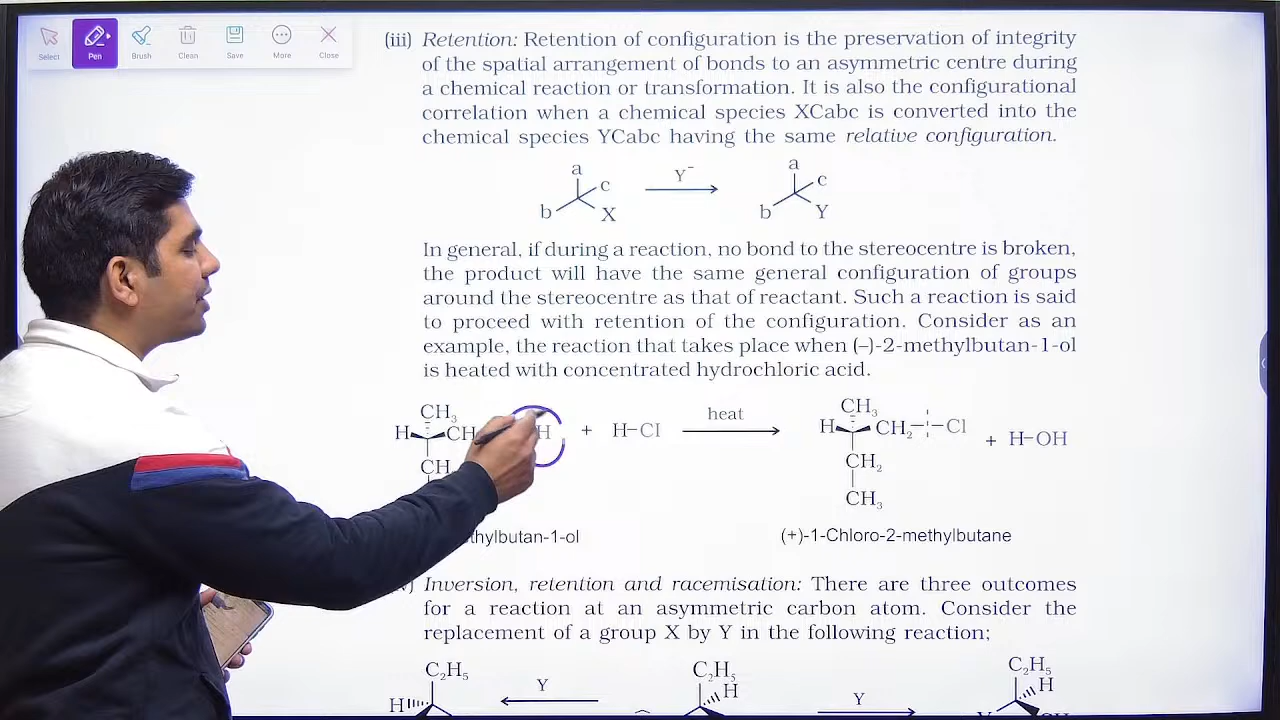 Select Pen Brush Clean Save More Close
(iii) Retention: Retention of configuration is the preservation of integrity
of the spatial arrangement of bonds to an asymmetric centre during
a chemical reaction or transformation. It is also the configurational
correlation when a chemical species XCabc is converted into the
chemical species YCabc having the same relative configuration.
a
c
b X
Y⁻
a
c
b Y
In general, if during a reaction, no bond to the stereocentre is broken,
the product will have the same general configuration of groups
around the stereocentre as that of reactant. Such a reaction is said
to proceed with retention of the configuration. Consider as an
example, the reaction that takes place when (–)-2-methylbutan-1-ol
is heated with concentrated hydrochloric acid.
CH₃
H CH H + H–Cl heat
CH
CH₃
H CH₂ Cl + H–OH
CH₂
CH₃
thylbutan-1-ol (+)-1-Chloro-2-methylbutane
Inversion, retention and racemisation: There are three outcomes
for a reaction at an asymmetric carbon atom. Consider the
replacement of a group X by Y in the following reaction;
C₂H₅ C₂H₅ C₂H₅
H Y H Y H